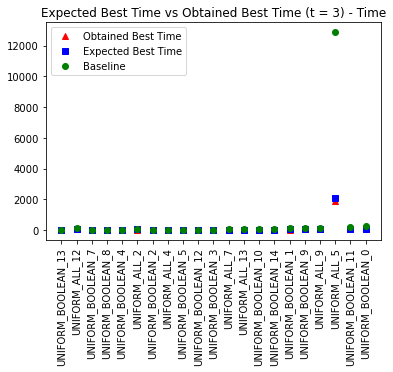 Expected Best Time vs Obtained Best Time (t = 3) - Time
Obtained Best Time
Expected Best Time
Baseline
12000
10000
8000
6000
4000
2000
0
UNIFORM_BOOLEAN_13
UNIFORM_ALL_12
UNIFORM_BOOLEAN_7
UNIFORM_BOOLEAN_8
UNIFORM_BOOLEAN_4
UNIFORM_ALL_2
UNIFORM_BOOLEAN_2
UNIFORM_ALL_4
UNIFORM_BOOLEAN_5
UNIFORM_BOOLEAN_12
UNIFORM_BOOLEAN_3
UNIFORM_ALL_7
UNIFORM_ALL_13
UNIFORM_BOOLEAN_10
UNIFORM_BOOLEAN_14
UNIFORM_BOOLEAN_1
UNIFORM_BOOLEAN_9
UNIFORM_ALL_9
UNIFORM_ALL_5
UNIFORM_BOOLEAN_11
UNIFORM_BOOLEAN_0